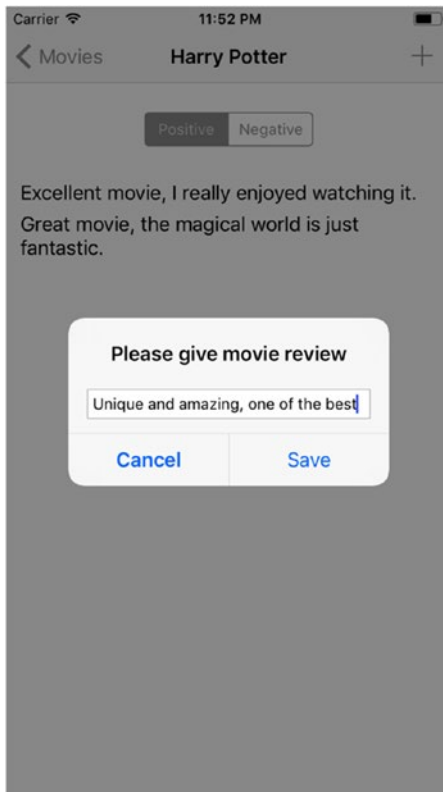 Carrier 11:52 PM
Movies Harry Potter +
Positive Negative
Excellent movie, I really enjoyed watching it.
Great movie, the magical world is just
fantastic.
Please give movie review
Unique and amazing, one of the best
Cancel Save